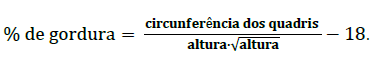 % de gordura = circunferência dos quadris / altura·√altura − 18.